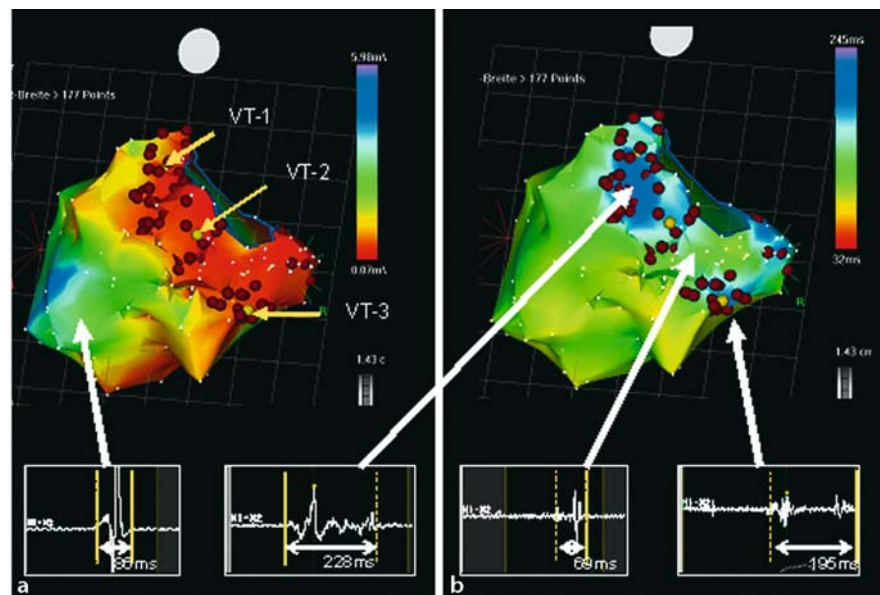 5.98mV
-Breite > 177 Points
VT-1
VT-2
VT-3
0.07mV
R
1.43 c
86ms
228ms
a
245ms
-Breite > 177 Points
32ms
R
1.43 cm
69ms
195ms
b